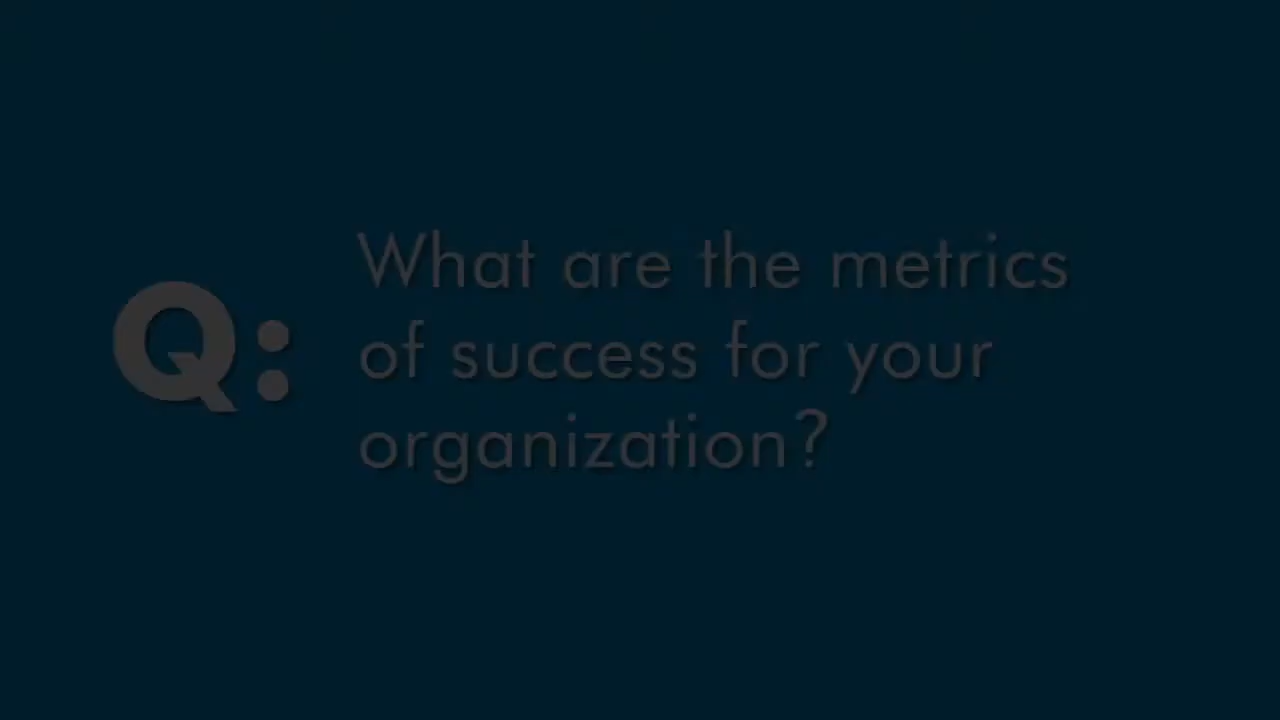 Q:
What are the metrics
of success for your
organization?